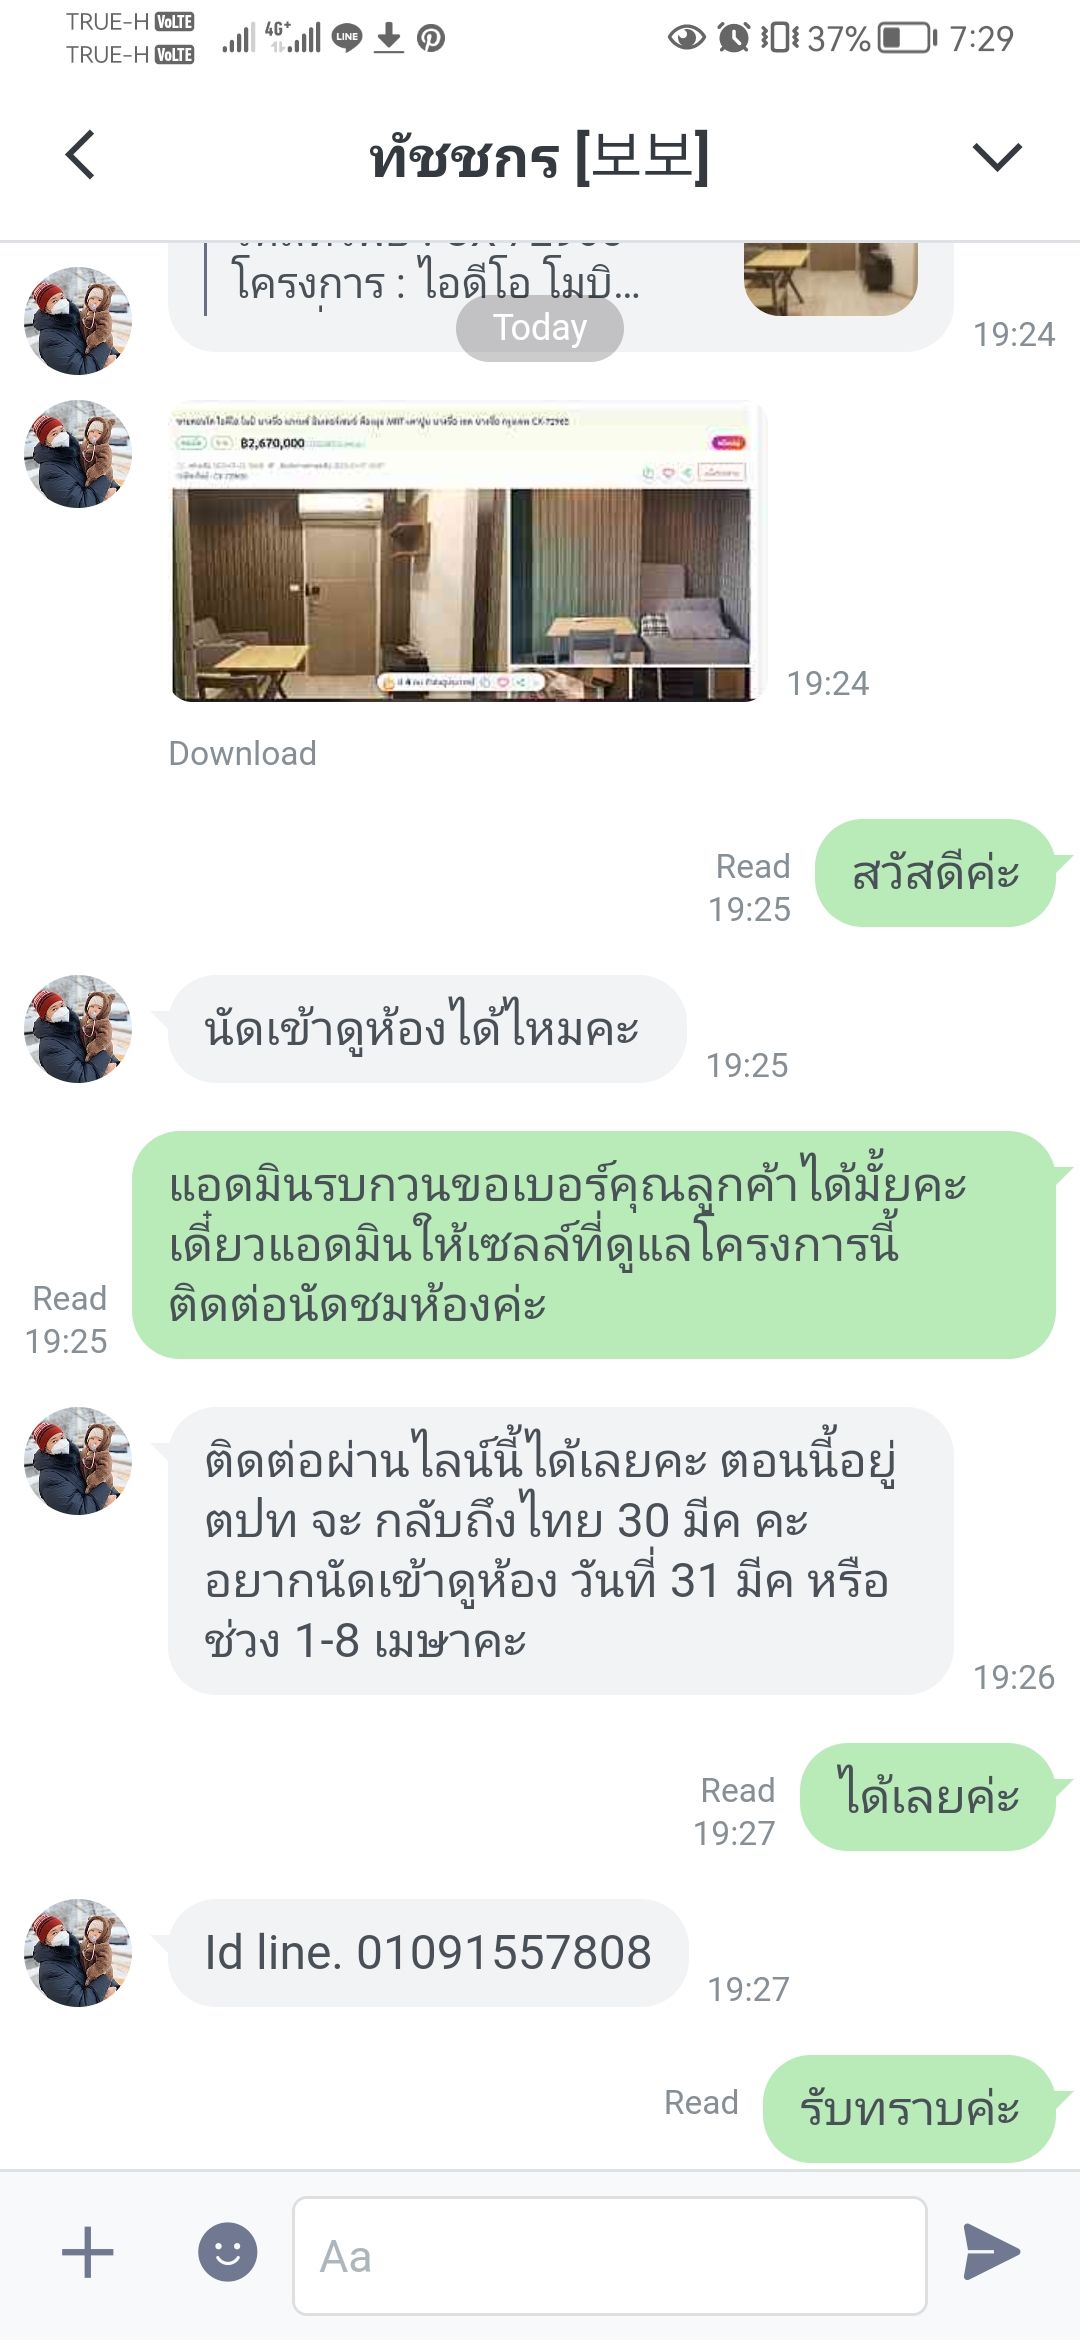 TRUE-H VoLTE
TRUE-H VoLTE
4G+
LINE
37%
7:29
ทัชชกร [보보]
โครงการ : ไอดีโอ โมบิ...
Today
19:24
฿2,670,000
19:24
Download
สวัสดีค่ะ
Read
19:25
นัดเข้าดูห้องได้ไหมคะ
19:25
แอดมินรบกวนขอเบอร์คุณลูกค้าได้มั้ยคะ
เดี๋ยวแอดมินให้เซลล์ที่ดูแลโครงการนี้
ติดต่อนัดชมห้องค่ะ
Read
19:25
ติดต่อผ่านไลน์นี้ได้เลยคะ ตอนนี้อยู่
ตปท จะ กลับถึงไทย 30 มีค คะ
อยากนัดเข้าดูห้อง วันที่ 31 มีค หรือ
ช่วง 1-8 เมษาคะ
19:26
ได้เลยค่ะ
Read
19:27
Id line. 01091557808
19:27
รับทราบค่ะ
Read
Aa